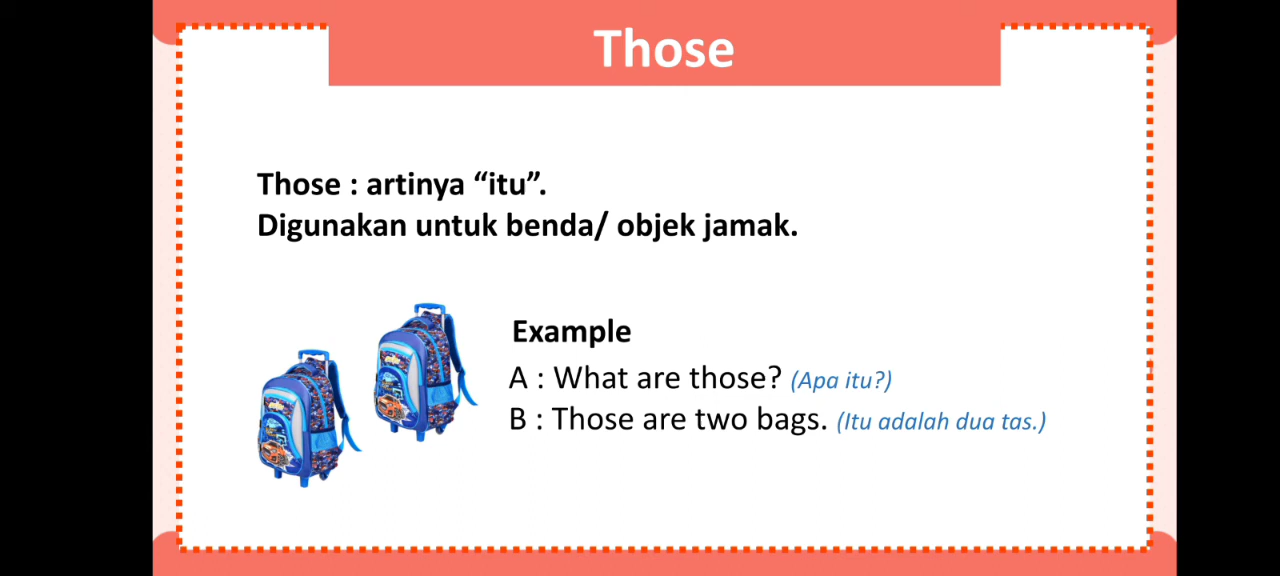 Those
Those : artinya “itu”.
Digunakan untuk benda/ objek jamak.
Example
A : What are those? (Apa itu?)
B : Those are two bags. (Itu adalah dua tas.)